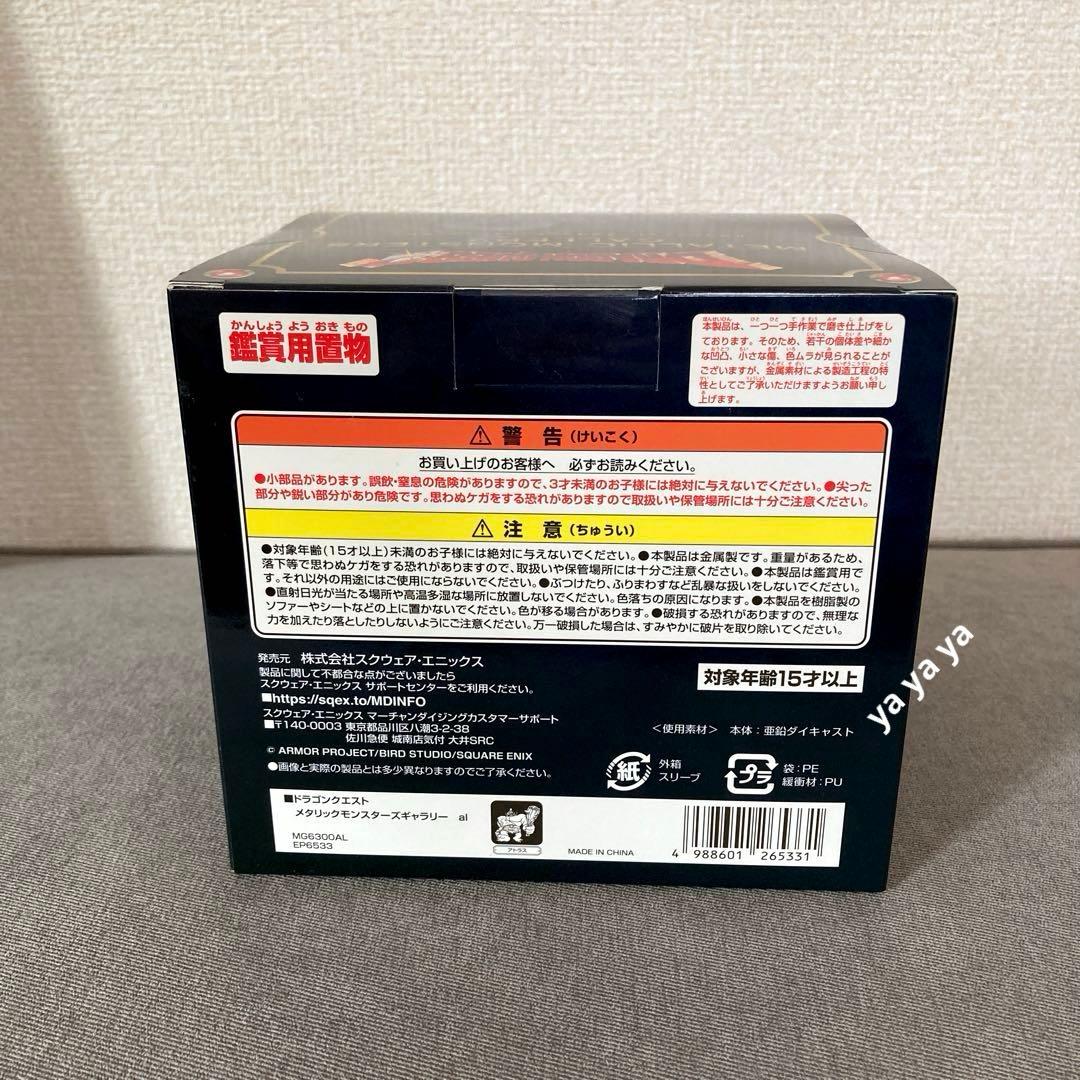 METALLIC MONSTERS
GALLERY
かんしょうようおきもの
鑑賞用置物
本製品は、一つ一つ手作業で磨き仕上げをし
ております。そのため、若干の個体差や細か
な凹凸、小さな傷、色ムラが見られることが
ございますが、金属素材による製造工程の特
性としてご了承いただけますようお願い申し
上げます。
⚠ 警 告 (けいこく)
お買い上げのお客様へ 必ずお読みください。
●小部品があります。誤飲・窒息の危険がありますので、3才未満のお子様には絶対に与えないでください。●尖った
部分や鋭い部分があり危険です。思わぬケガをする恐れがありますので取扱いや保管場所には十分ご注意ください。
⚠ 注 意 (ちゅうい)
●対象年齢(15才以上)未満のお子様には絶対に与えないでください。●本製品は金属製です。重量があるため、
落下等で思わぬケガをする恐れがありますので、取扱いや保管場所には十分ご注意ください。●本製品は鑑賞用で
す。それ以外の用途にはご使用にならないでください。●ぶつけたり、ふりまわすなど乱暴な扱いをしないでください。
●直射日光が当たる場所や高温多湿な場所に放置しないでください。色落ちの原因になります。●本製品を樹脂製の
ソファーやシートなどの上に置かないでください。色が移る場合があります。●破損する恐れがありますので、無理な
力を加えたり落としたりしないようにご注意ください。万一破損した場合は、すみやかに破片を取り除いてください。
発売元 株式会社スクウェア・エニックス
製品に関して不都合な点がございましたら
スクウェア・エニックス サポートセンターをご利用ください。
■https://sqex.to/MDINFO
スクウェア・エニックス マーチャンダイジングカスタマーサポート
■〒140-0003 東京都品川区八潮3-2-38
佐川急便 城南店気付 大井SRC
© ARMOR PROJECT/BIRD STUDIO/SQUARE ENIX
●画像と実際の製品とは多少異なりますのでご了承ください。
対象年齢15才以上
ya ya ya
<使用素材> 本体:亜鉛ダイキャスト
紙
外箱
スリーブ
プラ
袋:PE
緩衝材:PU
■ドラゴンクエスト
メタリックモンスターズギャラリー al
MG6300AL
EP6533
アトラス
MADE IN CHINA
4 988601 265331